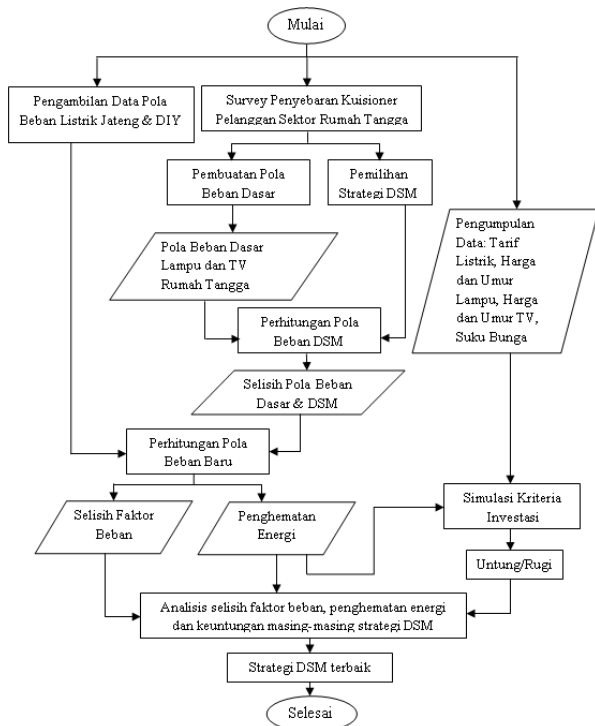 Mulai
Pengambilan Data Pola
Beban Listrik Jateng & DIY
Survey Penyebaran Kuisioner
Pelanggan Sektor Rumah Tangga
Pembuatan Pola
Beban Dasar
Pemilihan
Strategi DSM
Pengumpulan
Data: Tarif
Listrik, Harga
dan Umur
Lampu, Harga
dan Umur TV,
Suku Bunga
Pola Beban Dasar
Lampu dan TV
Rumah Tangga
Perhitungan Pola
Beban DSM
Selisih Pola Beban
Dasar & DSM
Perhitungan Pola
Beban Baru
Selisih Faktor
Beban
Penghematan
Energi
Simulasi Kriteria
Investasi
Untung/Rugi
Analisis selisih faktor beban, penghematan energi
dan keuntungan masing-masing strategi DSM
Strategi DSM terbaik
Selesai